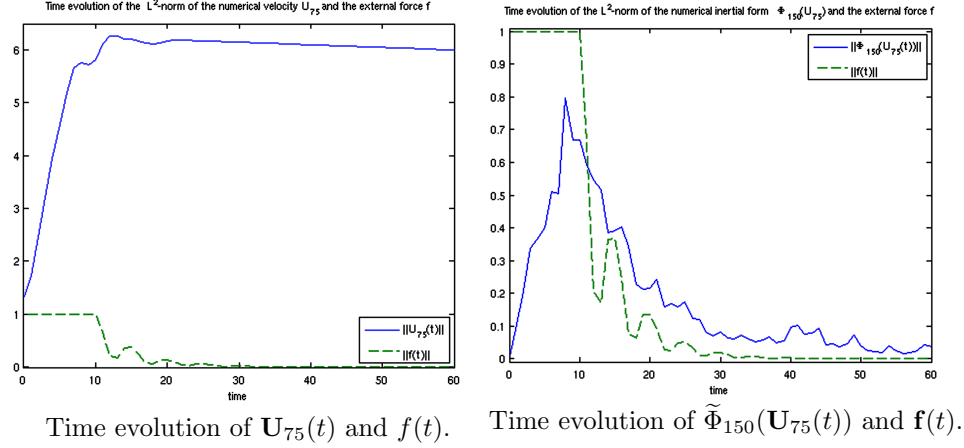 Time evolution of the L²-norm of the numerical velocity U₇₅ and the external force f
6
5
4
3
2
1
0
0 10 20 30 40 50 60
time
||U₇₅(t)||
||f(t)||
Time evolution of U₇₅(t) and f(t).
Time evolution of the L²-norm of the numerical inertial form Φ₁₅₀(U₇₅) and the external force f
1
0.9
0.8
0.7
0.6
0.5
0.4
0.3
0.2
0.1
0
0 10 20 30 40 50 60
time
||Φ₁₅₀(U₇₅(t))||
||f(t)||
Time evolution of Φ̃₁₅₀(U₇₅(t)) and f(t).